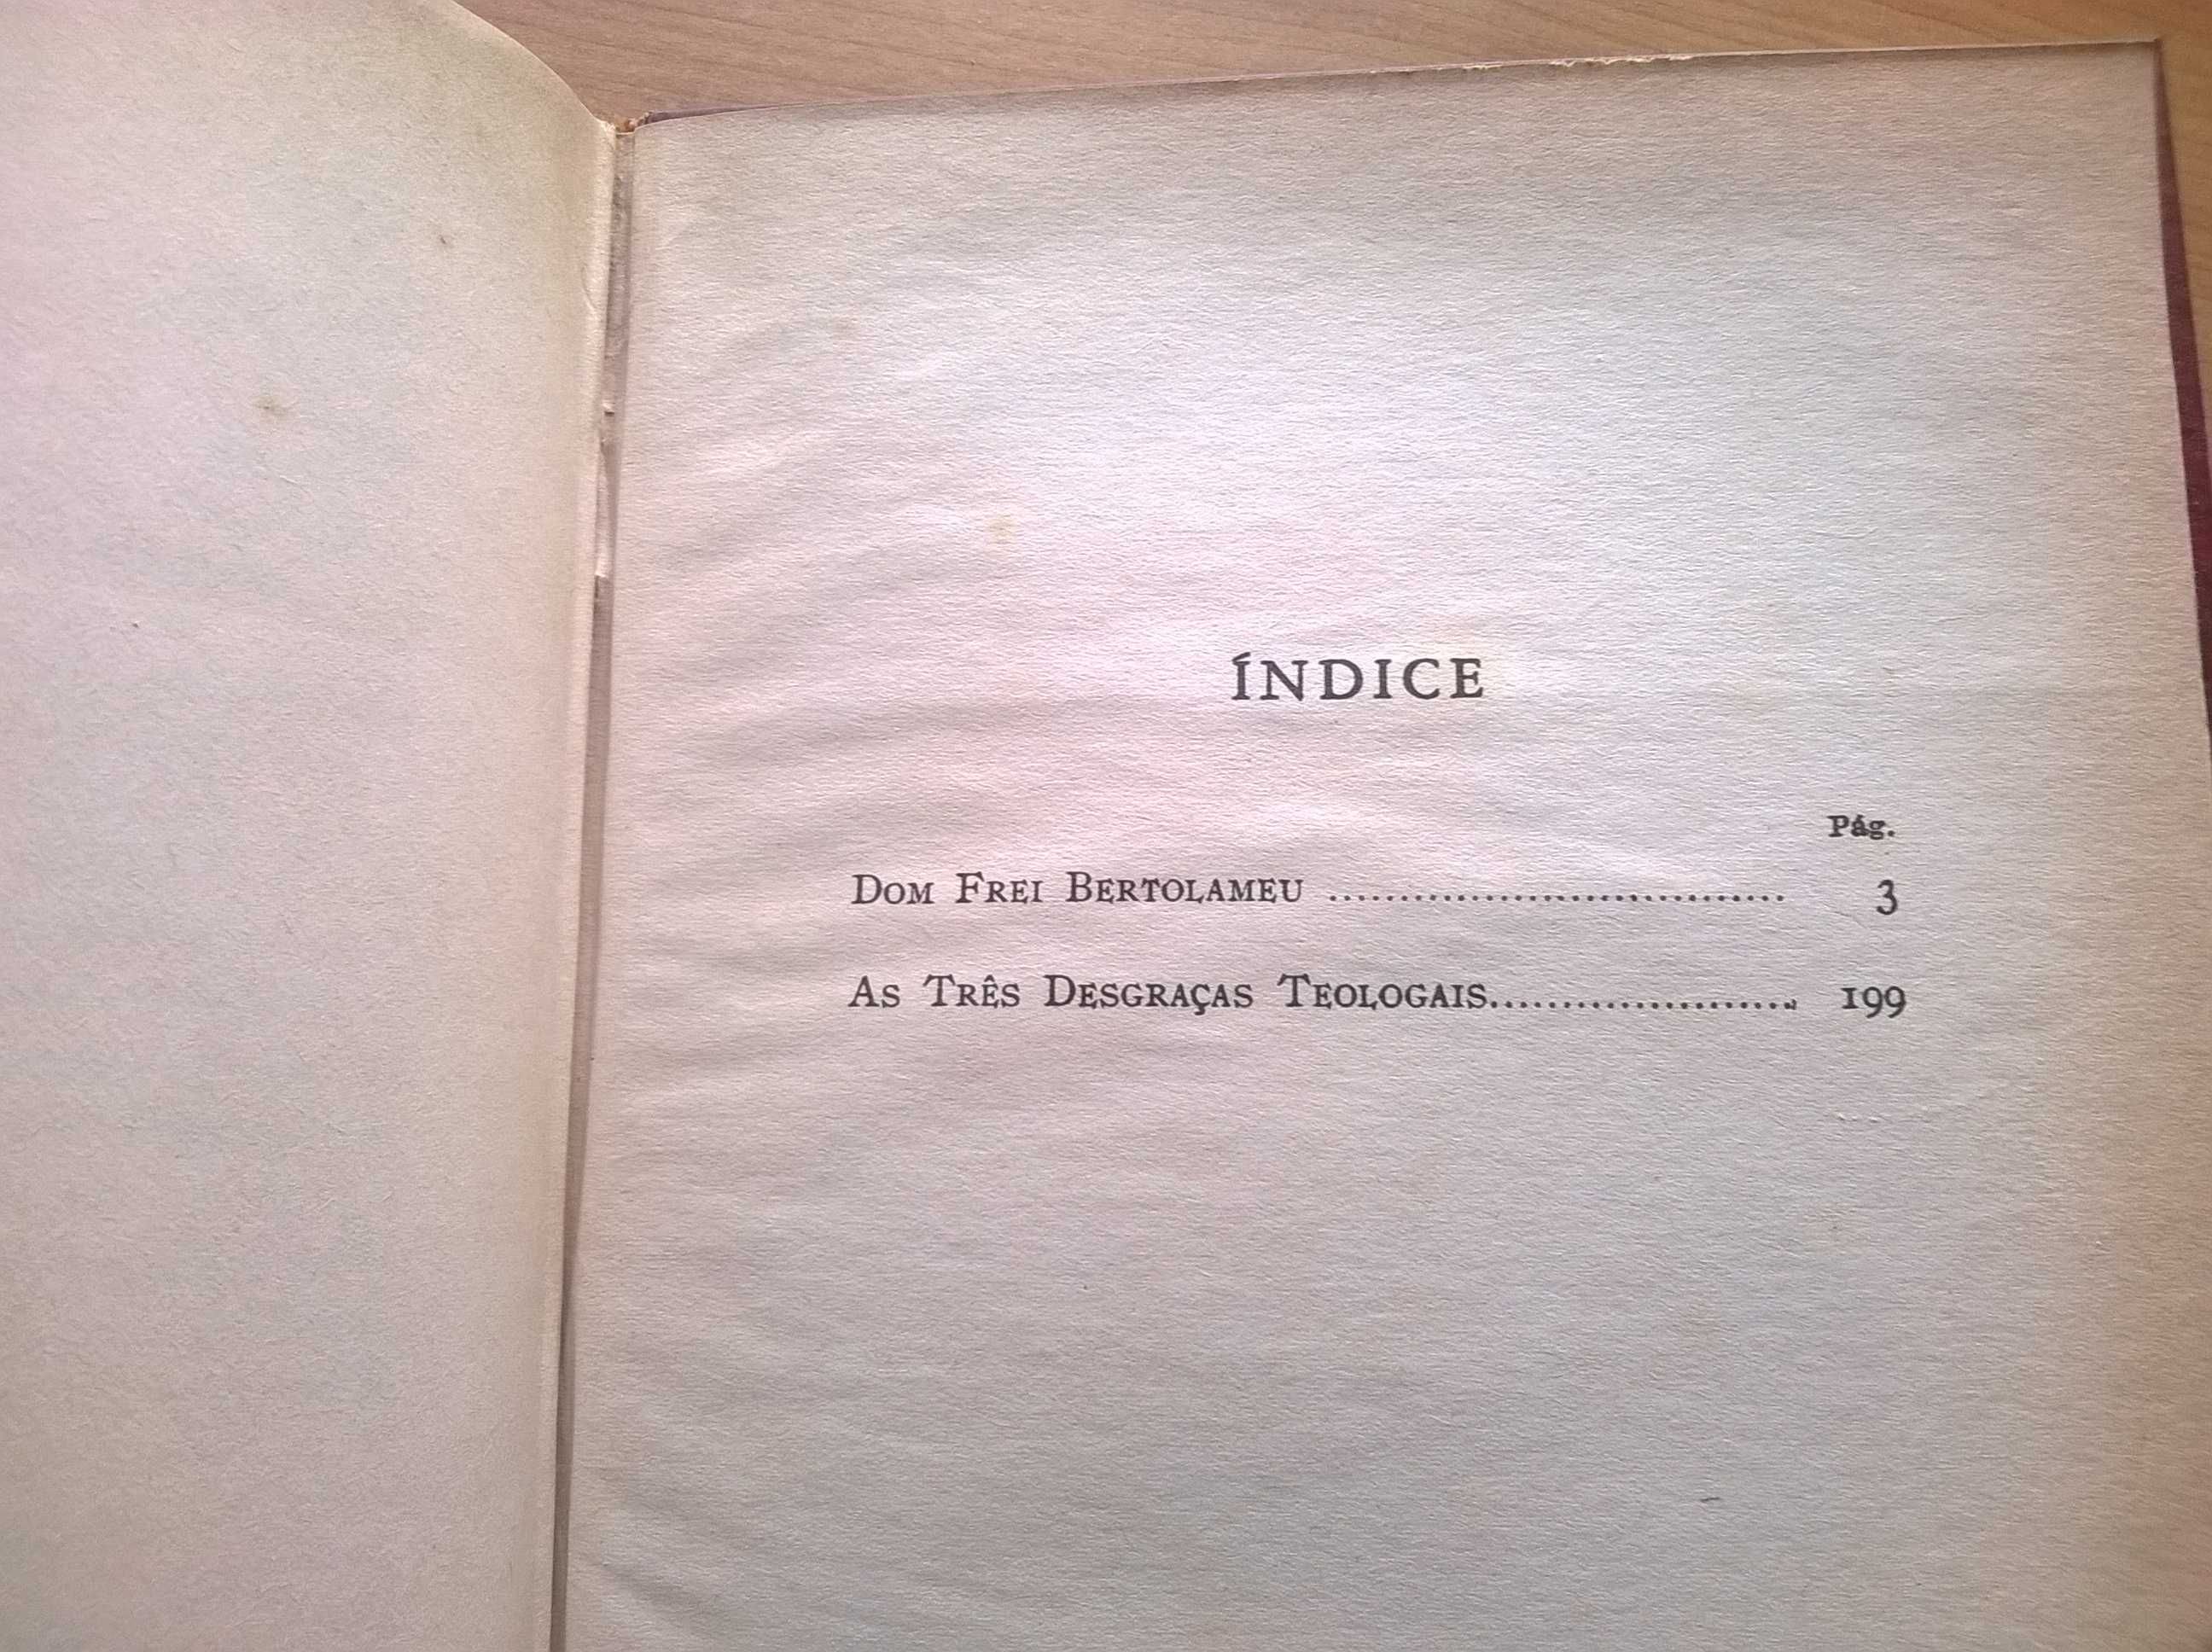 ÍNDICE
Pág.
DOM FREI BERTOLAMEU ................................ 3
AS TRÊS DESGRAÇAS TEOLOGAIS...................... 199